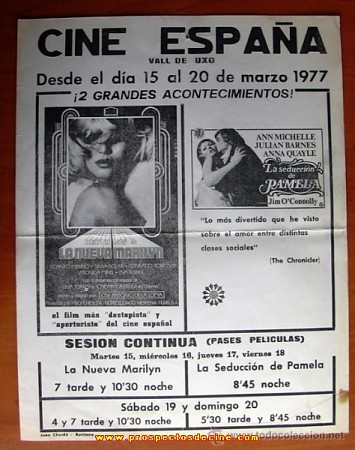 CINE ESPAÑA
VALL DE UXO
Desde el día 15 al 20 de marzo 1977
¡2 GRANDES ACONTECIMIENTOS!
LA NUEVA MARILYN
el film más "destapista" y
"aperturista" del cine español
ANN MICHELLE
JULIAN BARNES
ANNA QUAYLE
La seducción
de PAMELA
Jim O'Connolly
"Lo más divertido que he visto
sobre el amor entre distintas
clases sociales"
(The Chronicler)
SESION CONTINUA (PASES PELICULAS)
Martes 15, miércoles 16, jueves 17, viernes 18
La Nueva Marilyn
7 tarde y 10'30 noche
La Seducción de Pamela
8'45 noche
Sábado 19 y domingo 20
4 y 7 tarde y 10'30 noche
5'30 tarde y 8'45 noche
www.prospectosdecine.com
todocoleccion.net